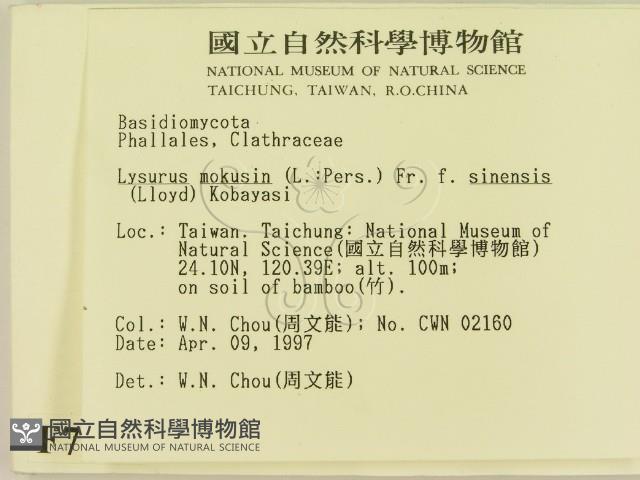 國立自然科學博物館
NATIONAL MUSEUM OF NATURAL SCIENCE
TAICHUNG, TAIWAN, R.O.CHINA
Basidiomycota
Phallales, Clathraceae
Lysurus mokusin (L.:Pers.) Fr. f. sinensis
(Lloyd) Kobayasi
Loc.: Taiwan. Taichung: National Museum of
Natural Science(國立自然科學博物館)
24.10N, 120.39E; alt. 100m;
on soil of bamboo(竹).
Col.: W.N. Chou(周文能); No. CWN 02160
Date: Apr. 09, 1997
Det.: W.N. Chou(周文能)
國立自然科學博物館
NATIONAL MUSEUM OF NATURAL SCIENCE